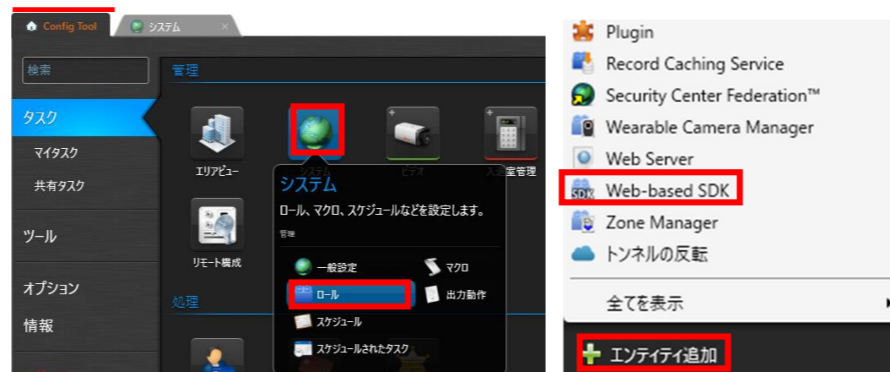 Config Tool
システム
検索
管理
タスク
マイタスク
共有タスク
ツール
オプション
情報
エリアビュー
ビデオ
入退室管理
システム
ロール、マクロ、スケジュールなどを設定します。
管理
リモート構成
一般設定
マクロ
ロール
出力動作
スケジュール
スケジュールされたタスク
処理
Plugin
Record Caching Service
Security Center Federation™
Wearable Camera Manager
Web Server
SDK
Web-based SDK
Zone Manager
トンネルの反転
全てを表示
エンティティ追加